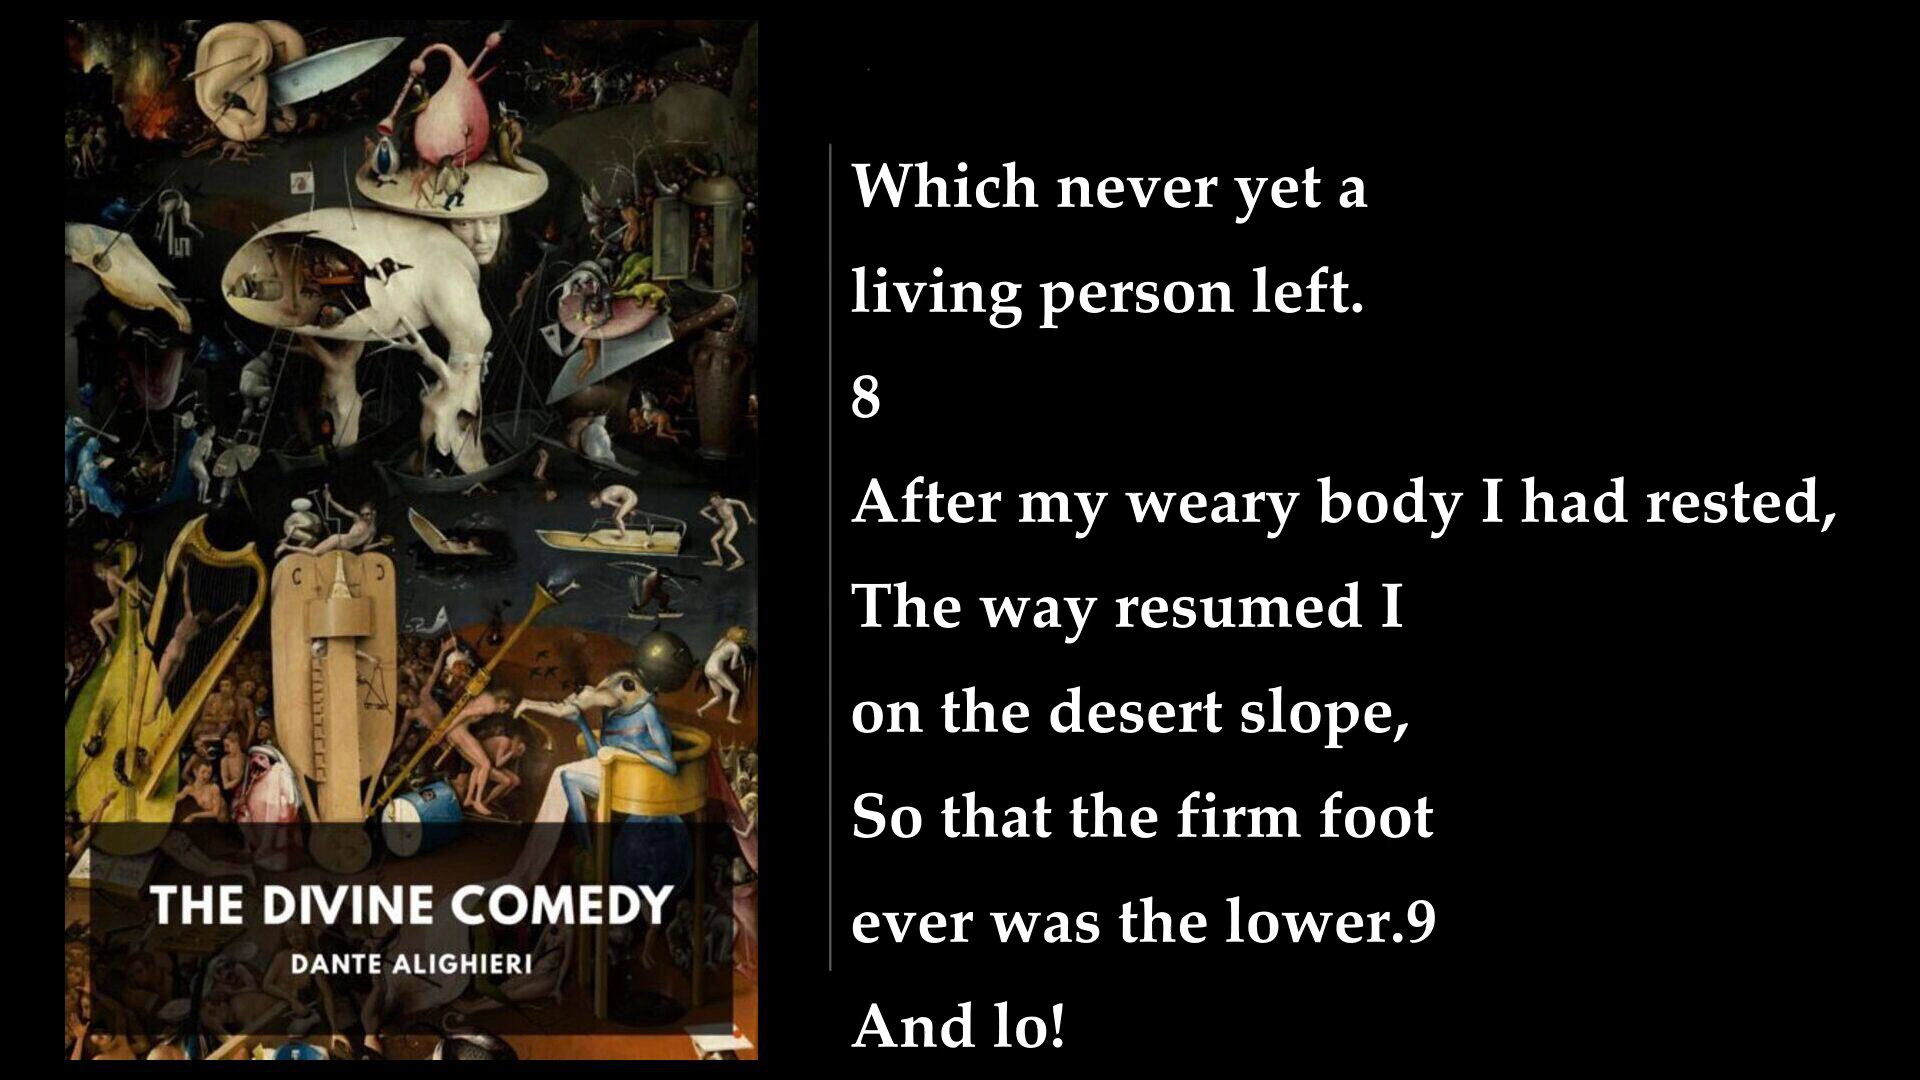 THE DIVINE COMEDY
DANTE ALIGHIERI
Which never yet a
living person left.
8
After my weary body I had rested,
The way resumed I
on the desert slope,
So that the firm foot
ever was the lower.9
And lo!